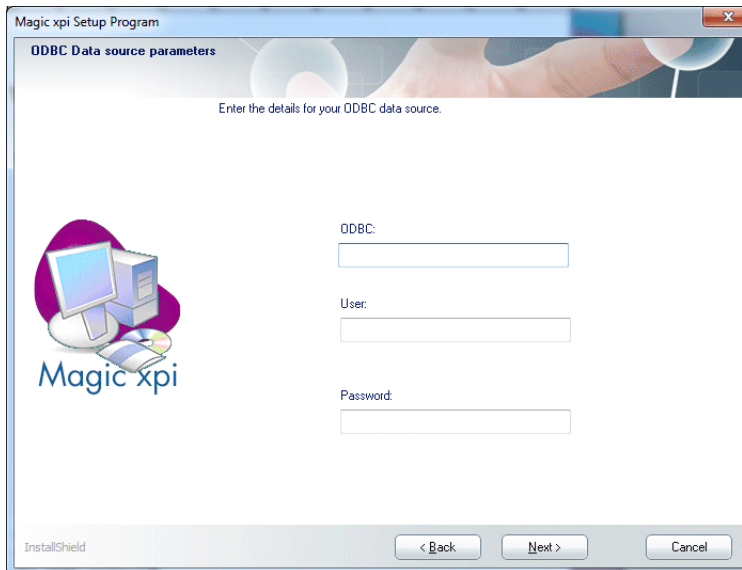 Magic xpi Setup Program
ODBC Data source parameters
Enter the details for your ODBC data source.
ODBC:
User:
Magic xpi
Password:
InstallShield
< Back
Next >
Cancel